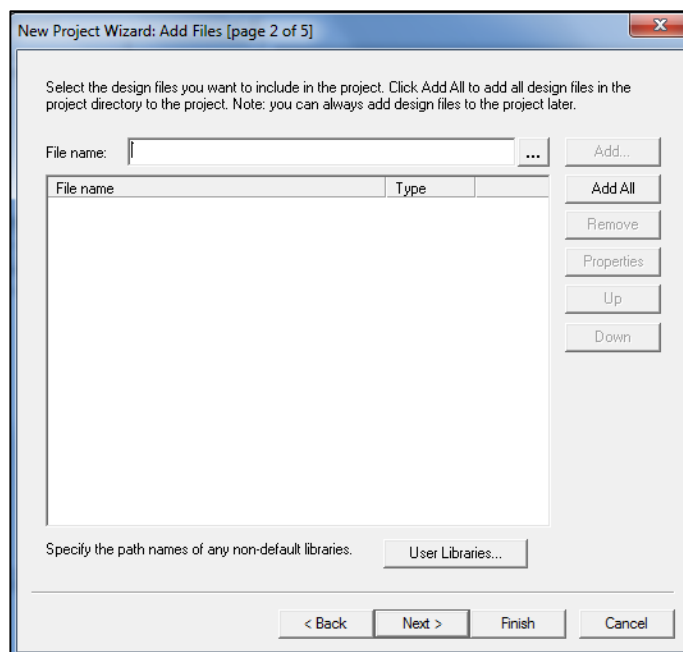 New Project Wizard: Add Files [page 2 of 5]
Select the design files you want to include in the project. Click Add All to add all design files in the
project directory to the project. Note: you can always add design files to the project later.
File name: ... Add...
File name Type Add All
Remove
Properties
Up
Down
Specify the path names of any non-default libraries. User Libraries...
< Back Next > Finish Cancel